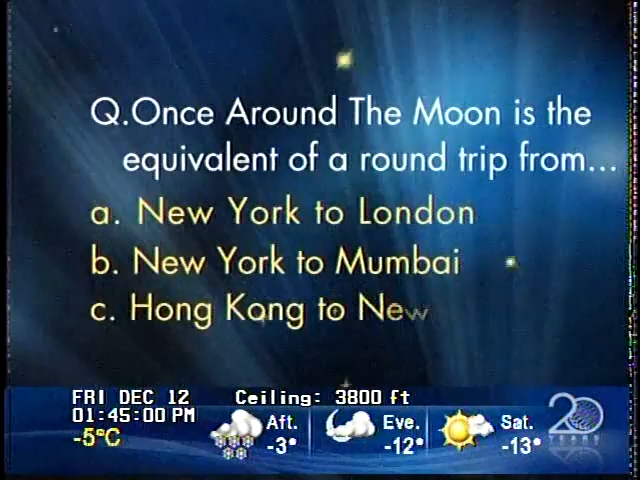 Q.Once Around The Moon is the
equivalent of a round trip from...
a. New York to London
b. New York to Mumbai
c. Hong Kong to New
FRI DEC 12 Ceiling: 3800 ft
01:45:00 PM
-5°C
Aft.
-3°
Eve.
-12°
Sat.
-13°
20
YEARS